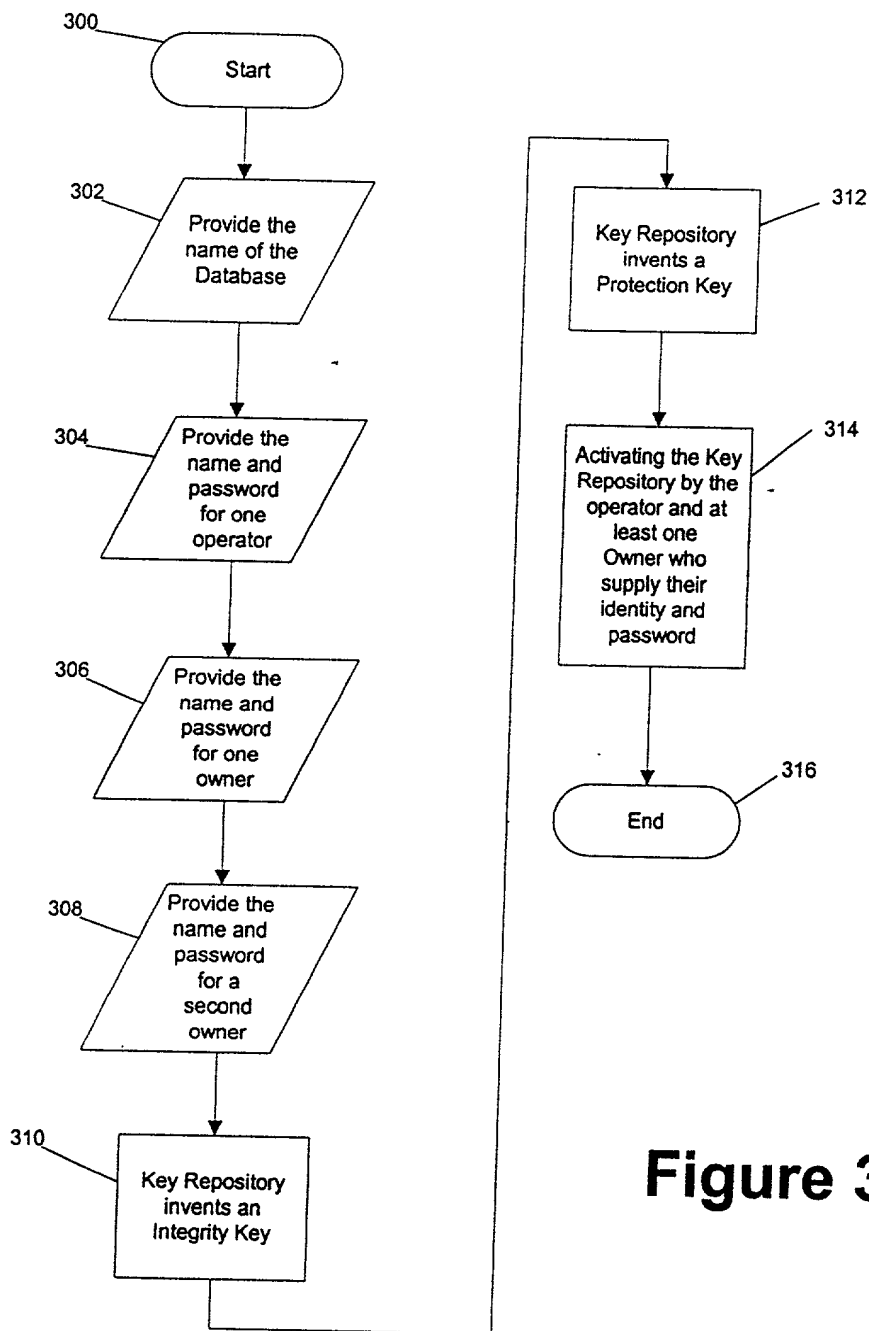 300
Start
302
Provide the
name of the
Database
304
Provide the
name and
password
for one
operator
306
Provide the
name and
password
for one
owner
308
Provide the
name and
password
for a
second
owner
310
Key Repository
invents an
Integrity Key
312
Key Repository
invents a
Protection Key
314
Activating the Key
Repository by the
operator and at
least one
Owner who
supply their
identity and
password
316
End
Figure 3